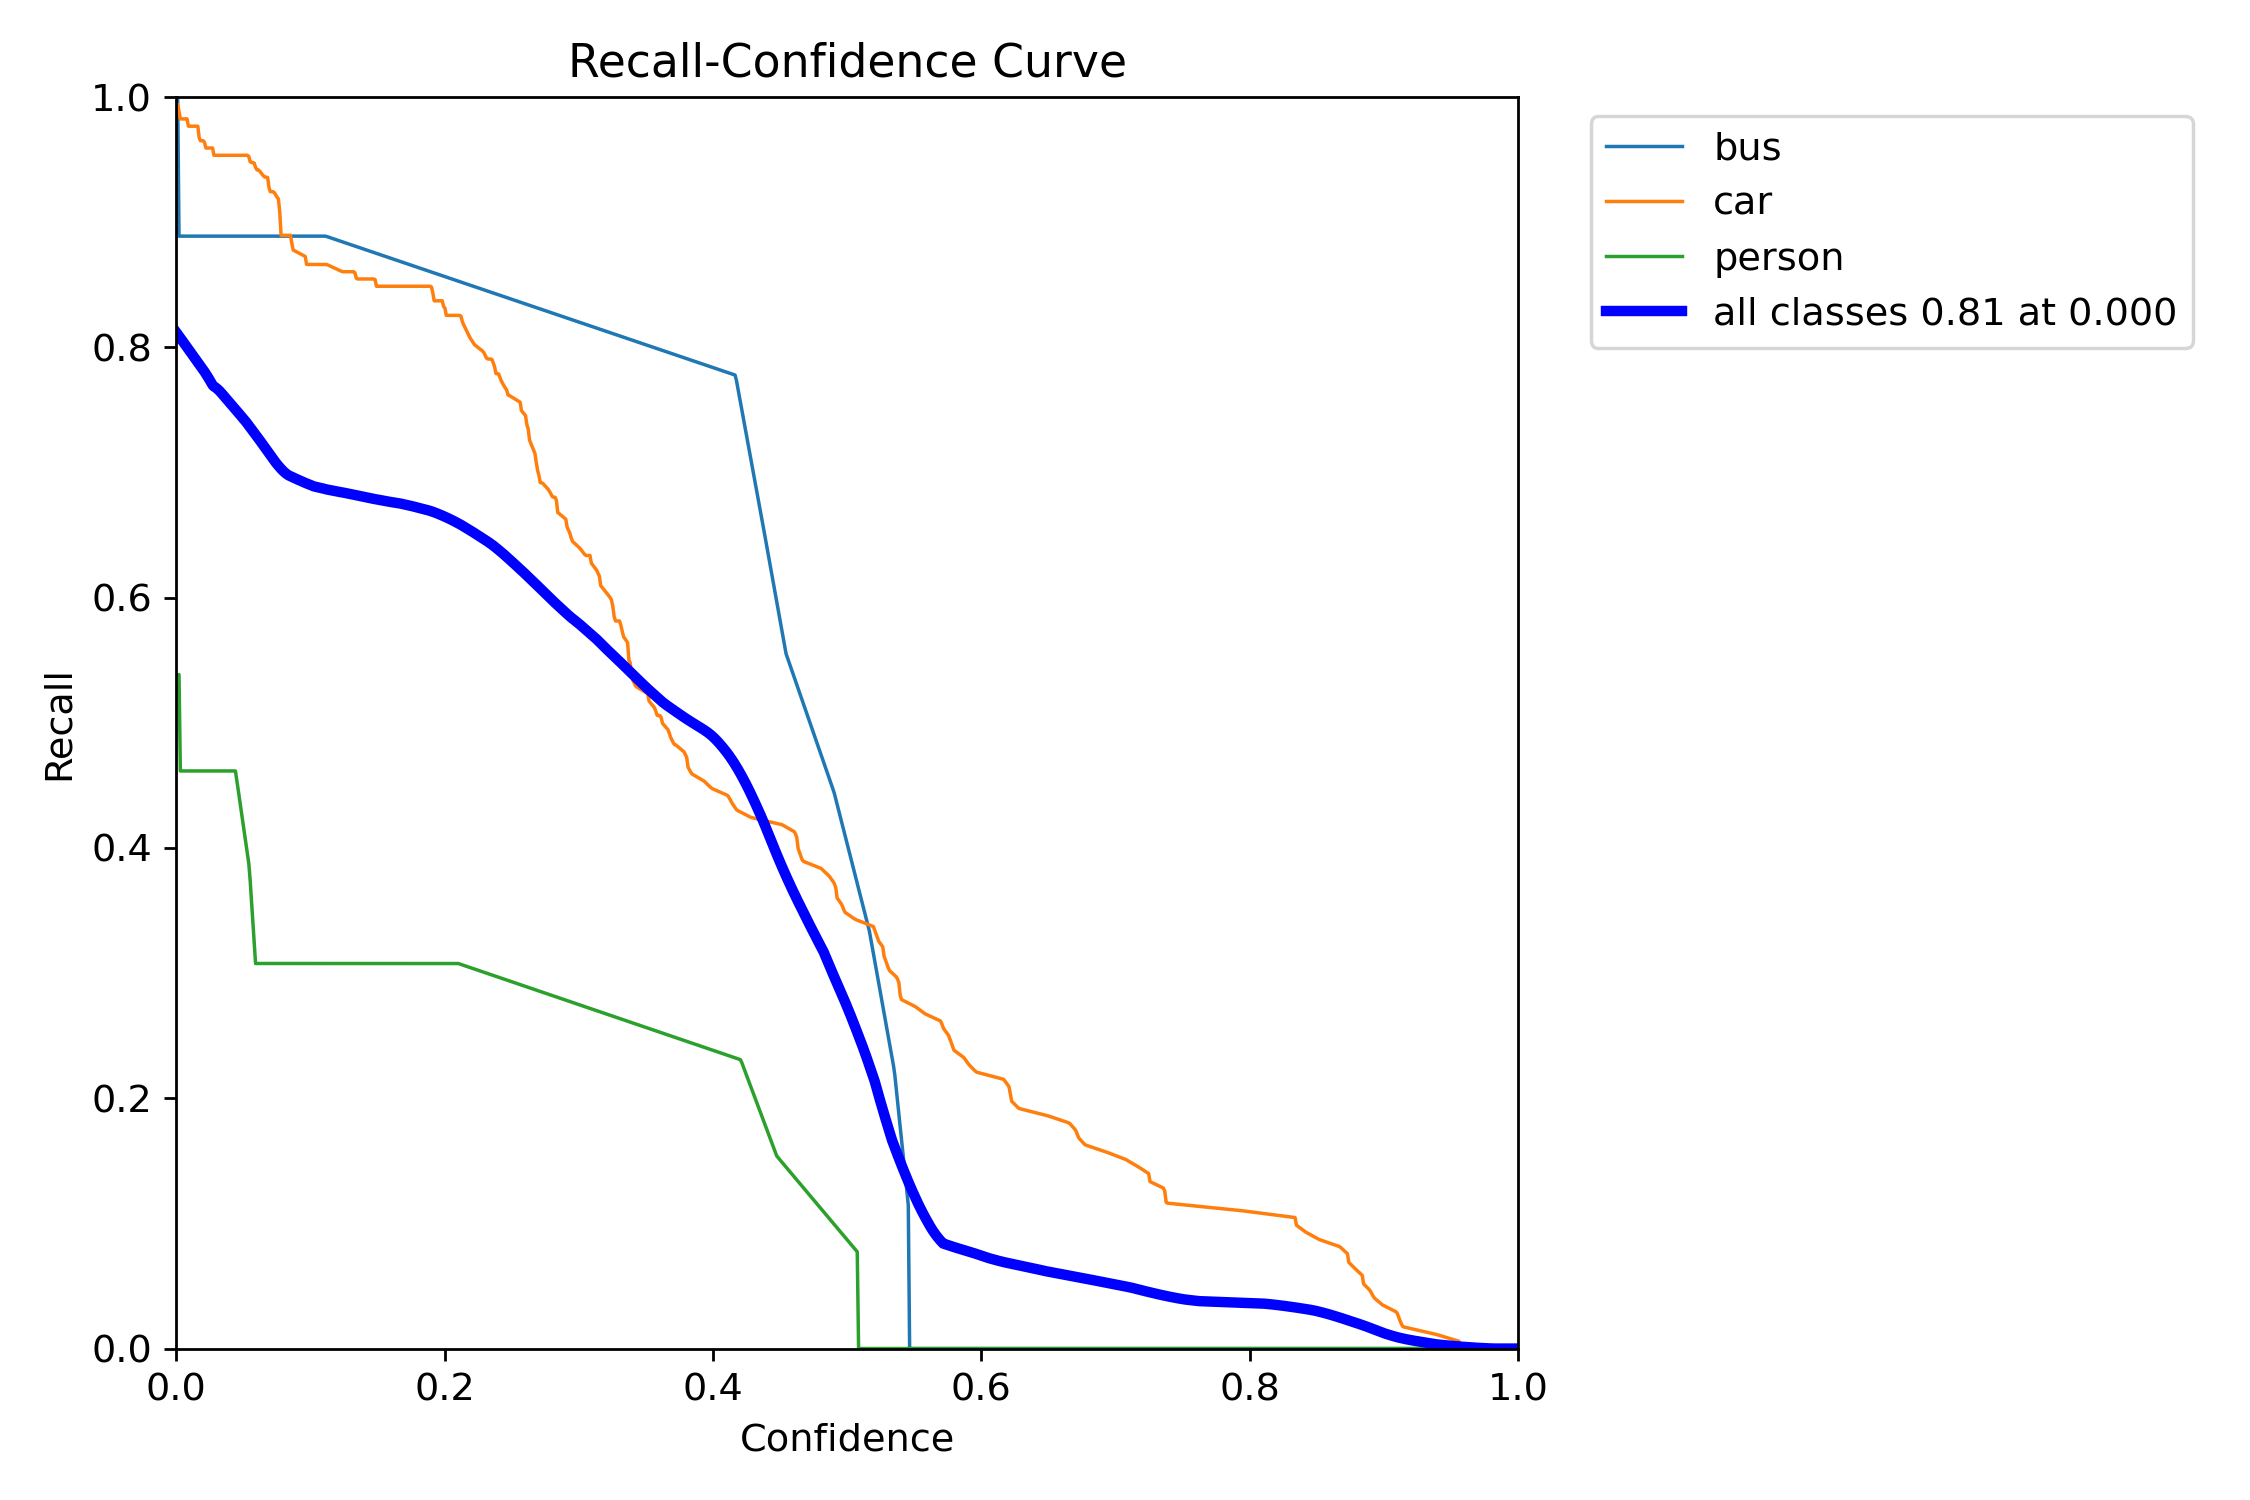 Recall-Confidence Curve
1.0
0.8
0.6
0.4
0.2
0.0
Recall
0.0 0.2 0.4 0.6 0.8 1.0
Confidence
bus
car
person
all classes 0.81 at 0.000